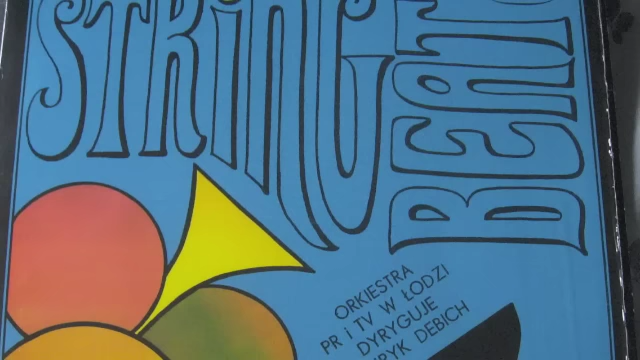 STRING
BEAT
ORKIESTRA
PR i TV W ŁODZI
DYRYGUJE
DEBICH